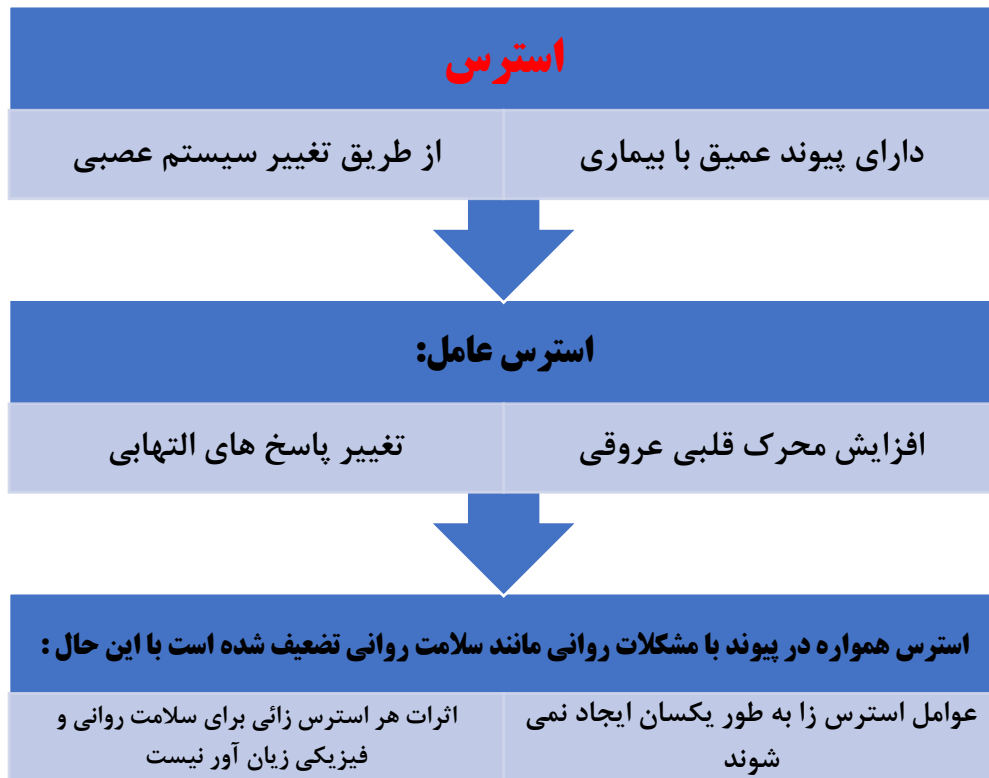 استرس
دارای پیوند عمیق با بیماری
از طریق تغییر سیستم عصبی
استرس عامل:
افزایش محرک قلبی عروقی
تغییر پاسخ های التهابی
استرس همواره در پیوند با مشکلات روانی مانند سلامت روانی تضعیف شده است با این حال :
عوامل استرس زا به طور یکسان ایجاد نمی
شوند
اثرات هر استرس زائی برای سلامت روانی و
فیزیکی زیان آور نیست